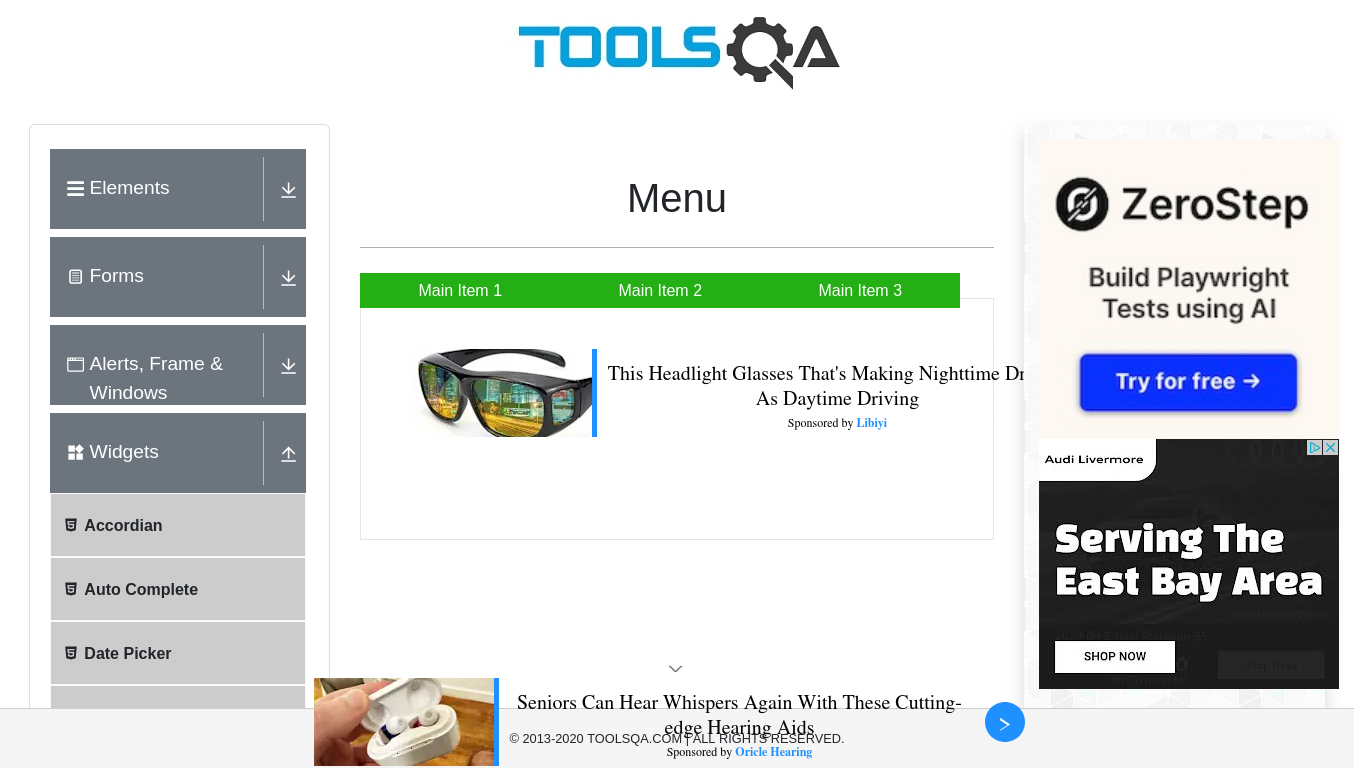 TOOLSQA
Elements
Forms
Alerts, Frame &
Windows
Widgets
Accordian
Auto Complete
Date Picker
Menu
Main Item 1
Main Item 2
Main Item 3
This Headlight Glasses That's Making Nighttime
As Daytime Driving
Sponsored by Libiyi
ZeroStep
Build Playwright
Tests using AI
Try for free →
Audi Livermore
Serving The
East Bay Area
SHOP NOW
Seniors Can Hear Whispers Again With These Cutting-
edge Hearing Aids
© 2013-2020 TOOLSQA.COM | ALL RIGHTS RESERVED.
Sponsored by Oricle Hearing